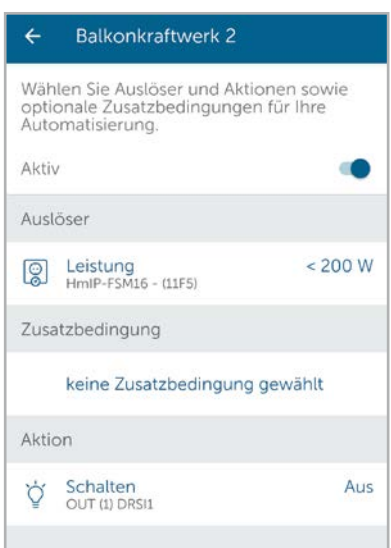 Balkonkraftwerk 2
Wählen Sie Auslöser und Aktionen sowie
optionale Zusatzbedingungen für Ihre
Automatisierung.
Aktiv
Auslöser
Leistung < 200 W
HmIP-FSM16 - (11F5)
Zusatzbedingung
keine Zusatzbedingung gewählt
Aktion
Schalten Aus
OUT (1) DRSI1